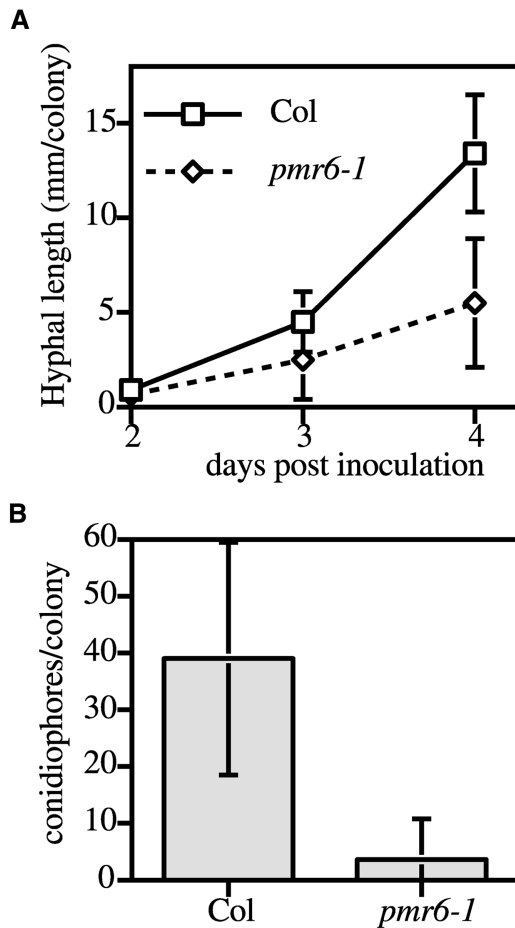 A
Hyphal length (mm/colony)
15
10
5
0
Col
pmr6-1
2 3 4
days post inoculation
B
conidiophores/colony
60
50
40
30
20
10
0
Col pmr6-1